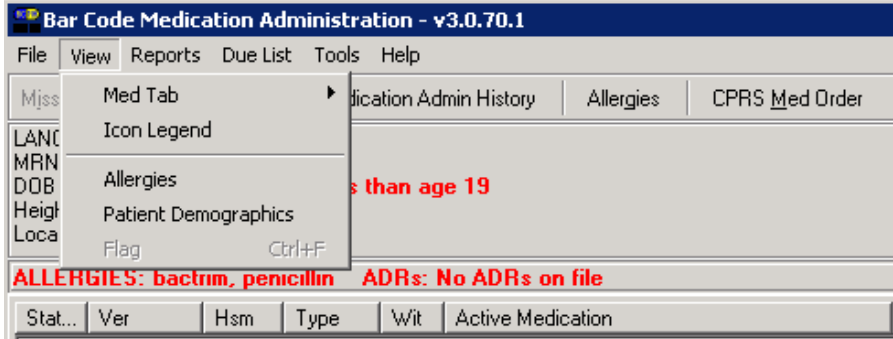 Bar Code Medication Administration - v3.0.70.1
File View Reports Due List Tools Help
Miss Med Tab dication Admin History Allergies CPRS Med Order
Icon Legend
LANC
MRN
DOB Allergies s than age 19
Heigh Patient Demographics
Loca Flag Ctrl+F
ALLERGIES: bactrim, penicillin ADRs: No ADRs on file
Stat... Ver Hsm Type Wit Active Medication